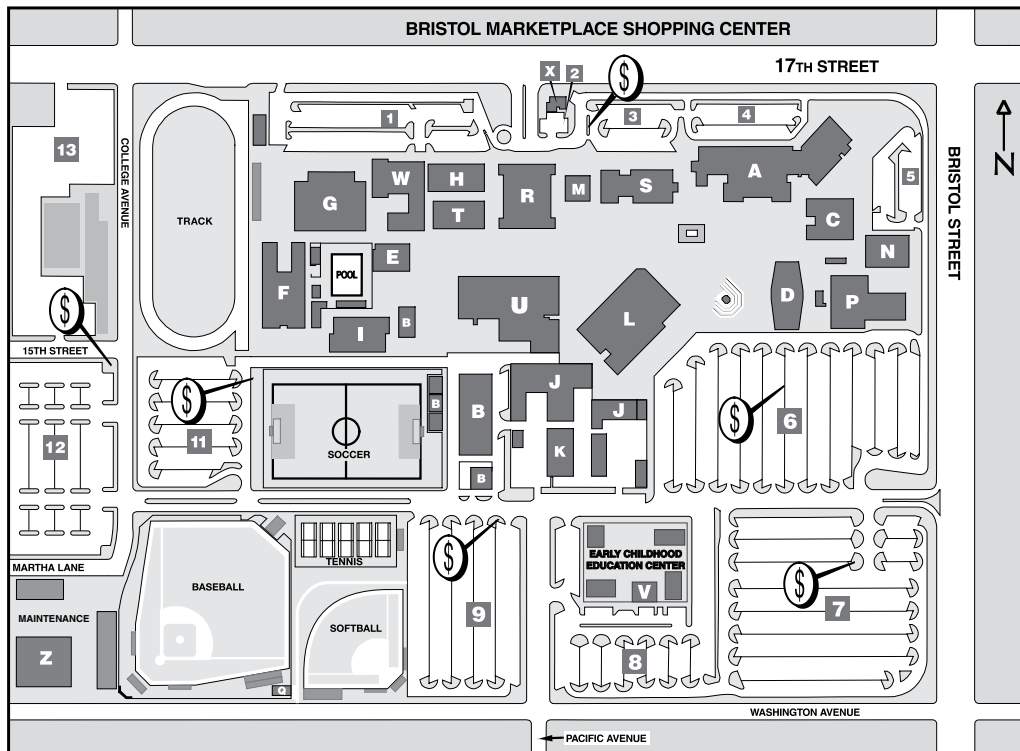 BRISTOL MARKETPLACE SHOPPING CENTER
17TH STREET
X
2
$
1
3
4
13
COLLEGE AVENUE
N
BRISTOL STREET
5
A
W
H
G
R
M
S
T
TRACK
C
N
E
POOL
F
U
D
P
L
I
B
$
15TH STREET
J
$
B
B
J
$
6
11
12
SOCCER
K
B
MARTHA LANE
TENNIS
EARLY CHILDHOOD
EDUCATION CENTER
$
$
BASEBALL
V
7
9
MAINTENANCE
SOFTBALL
Z
8
Q
WASHINGTON AVENUE
PACIFIC AVENUE